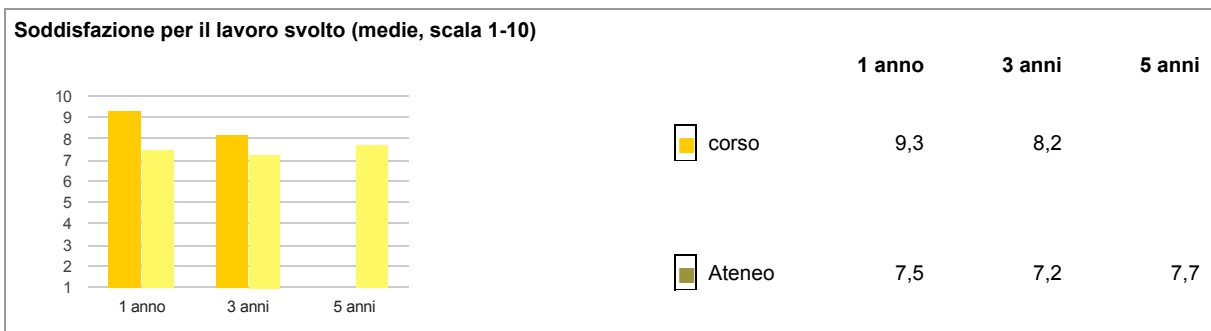 Soddisfazione per il lavoro svolto (medie, scala 1-10)
1 anno 3 anni 5 anni
10
9
8
7
6
5
4
3
2
1
1 anno 3 anni 5 anni
corso 9,3 8,2
Ateneo 7,5 7,2 7,7